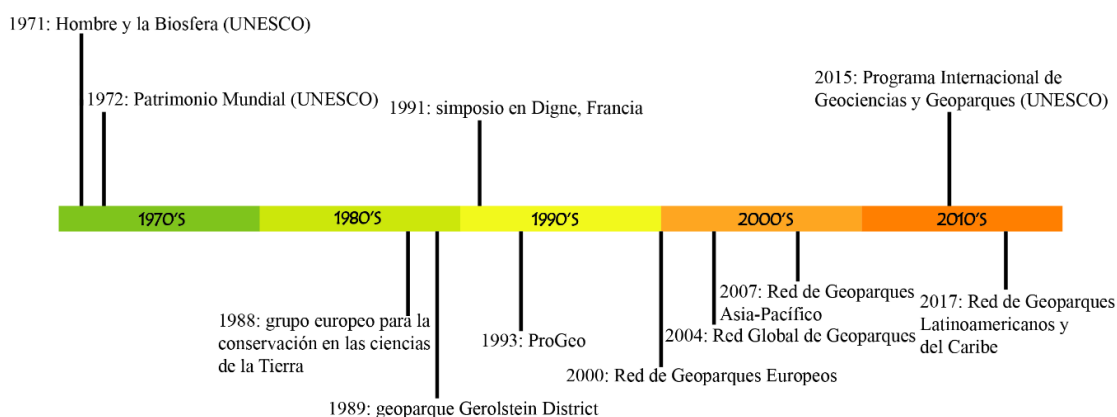 1971: Hombre y la Biosfera (UNESCO)
1972: Patrimonio Mundial (UNESCO)
1991: simposio en Digne, Francia
2015: Programa Internacional de
Geociencias y Geoparques (UNESCO)
1970'S
1980'S
1990'S
2000'S
2010'S
1988: grupo europeo para la
conservación en las ciencias
de la Tierra
1989: geoparque Gerolstein District
1993: ProGeo
2000: Red de Geoparques Europeos
2004: Red Global de Geoparques
2007: Red de Geoparques
Asia-Pacífico
2017: Red de Geoparques
Latinoamericanos y
del Caribe